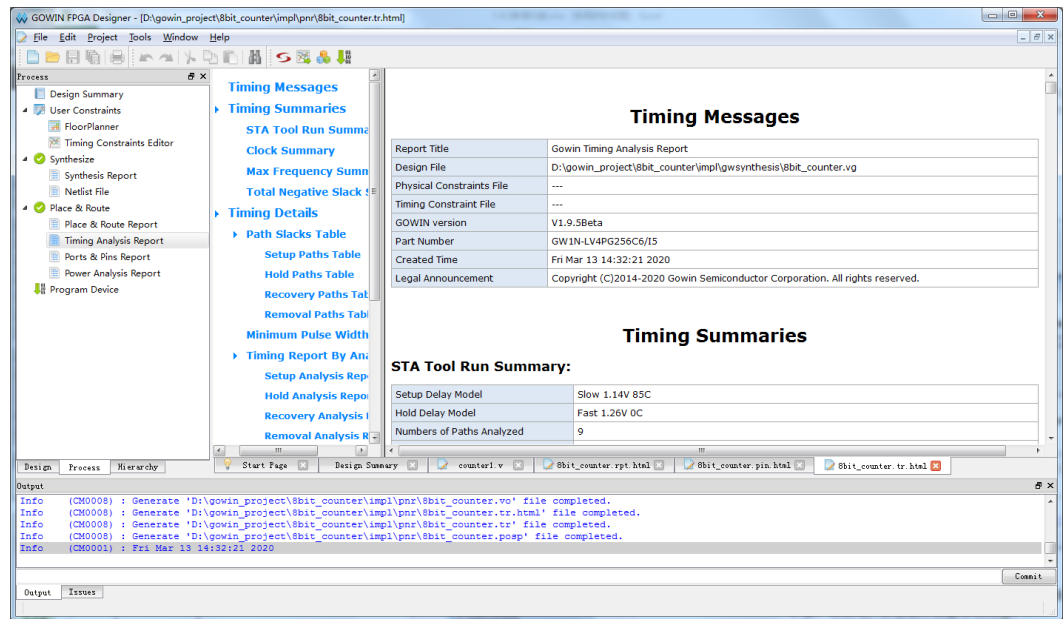 GOWIN FPGA Designer - [D:\gowin_project\8bit_counter\impl\pnr\8bit_counter.tr.html]
File Edit Project Tools Window Help
Process
Design Summary
User Constraints
FloorPlanner
Timing Constraints Editor
Synthesize
Synthesis Report
Netlist File
Place & Route
Place & Route Report
Timing Analysis Report
Ports & Pins Report
Power Analysis Report
Program Device
Design Process Hierarchy
Timing Messages
Timing Summaries
STA Tool Run Summa
Clock Summary
Max Frequency Summ
Total Negative Slack S
Timing Details
Path Slacks Table
Setup Paths Table
Hold Paths Table
Recovery Paths Tab
Removal Paths Tabl
Minimum Pulse Width
Timing Report By Ana
Setup Analysis Repo
Hold Analysis Repor
Recovery Analysis R
Removal Analysis R
Timing Messages
Report Title Gowin Timing Analysis Report
Design File D:\gowin_project\8bit_counter\impl\gwsynthesis\8bit_counter.vg
Physical Constraints File ---
Timing Constraint File ---
GOWIN version V1.9.5Beta
Part Number GW1N-LV4PG256C6/I5
Created Time Fri Mar 13 14:32:21 2020
Legal Announcement Copyright (C)2014-2020 Gowin Semiconductor Corporation. All rights reserved.
Timing Summaries
STA Tool Run Summary:
Setup Delay Model Slow 1.14V 85C
Hold Delay Model Fast 1.26V 0C
Numbers of Paths Analyzed 9
Start Page Design Summary counter1.v 8bit_counter.rpt.html 8bit_counter.pin.html 8bit_counter.tr.html
Output
Info (CM0008) : Generate 'D:\gowin_project\8bit_counter\impl\pnr\8bit_counter.vo' file completed.
Info (CM0008) : Generate 'D:\gowin_project\8bit_counter\impl\pnr\8bit_counter.tr.html' file completed.
Info (CM0008) : Generate 'D:\gowin_project\8bit_counter\impl\pnr\8bit_counter.tr' file completed.
Info (CM0008) : Generate 'D:\gowin_project\8bit_counter\impl\pnr\8bit_counter.posp' file completed.
Info (CM0001) : Fri Mar 13 14:32:21 2020
Commit
Output Issues